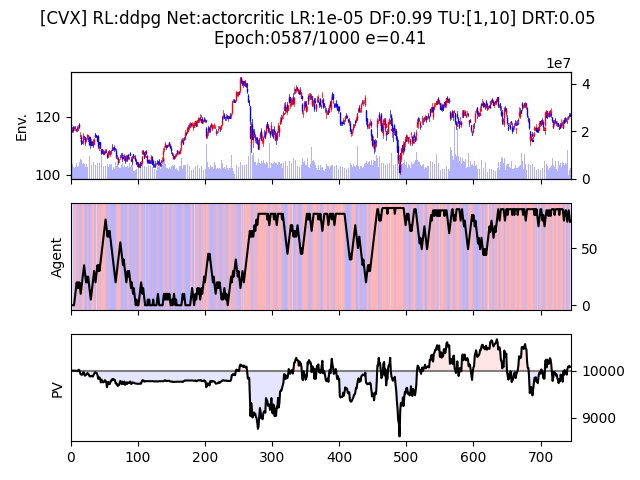 [CVX] RL:ddpg Net:actorcritic LR:1e-05 DF:0.99 TU:[1,10] DRT:0.05
Epoch:0587/1000 e=0.41
1e7
Env.
120
100
4
2
0
Agent
50
0
PV
10000
9000
0 100 200 300 400 500 600 700